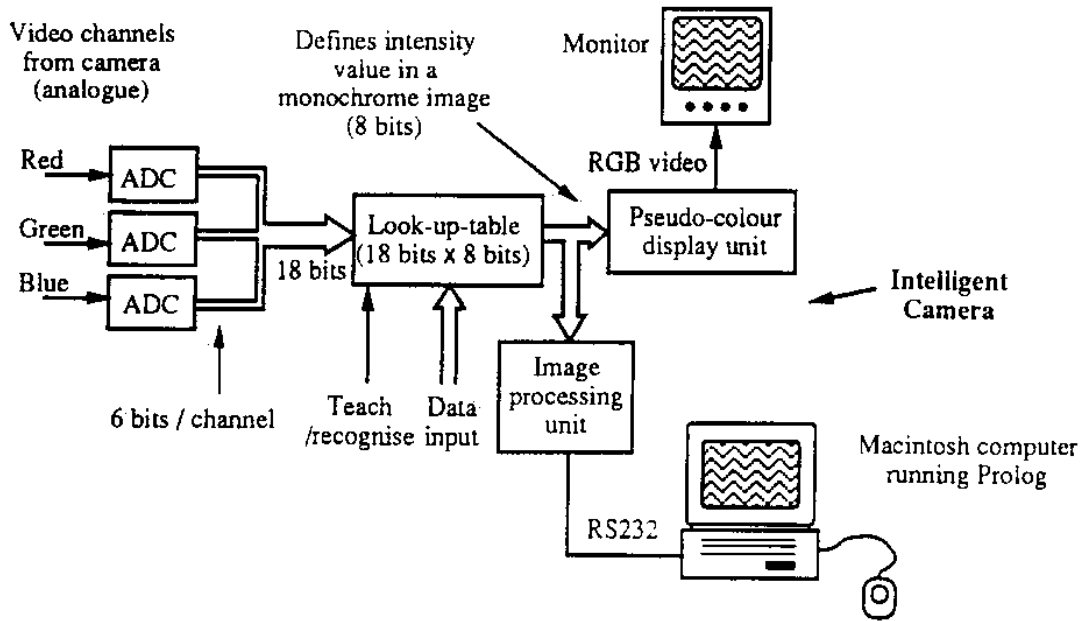 Video channels
from camera
(analogue)
Defines intensity
value in a
monochrome image
(8 bits)
Monitor
Red
ADC
Green
ADC
Blue
ADC
18 bits
Look-up-table
(18 bits X 8 bits)
RGB video
Pseudo-colour
display unit
Intelligent
Camera
6 bits / channel
Teach
/recognise
Data
input
Image
processing
unit
RS232
Macintosh computer
running Prolog